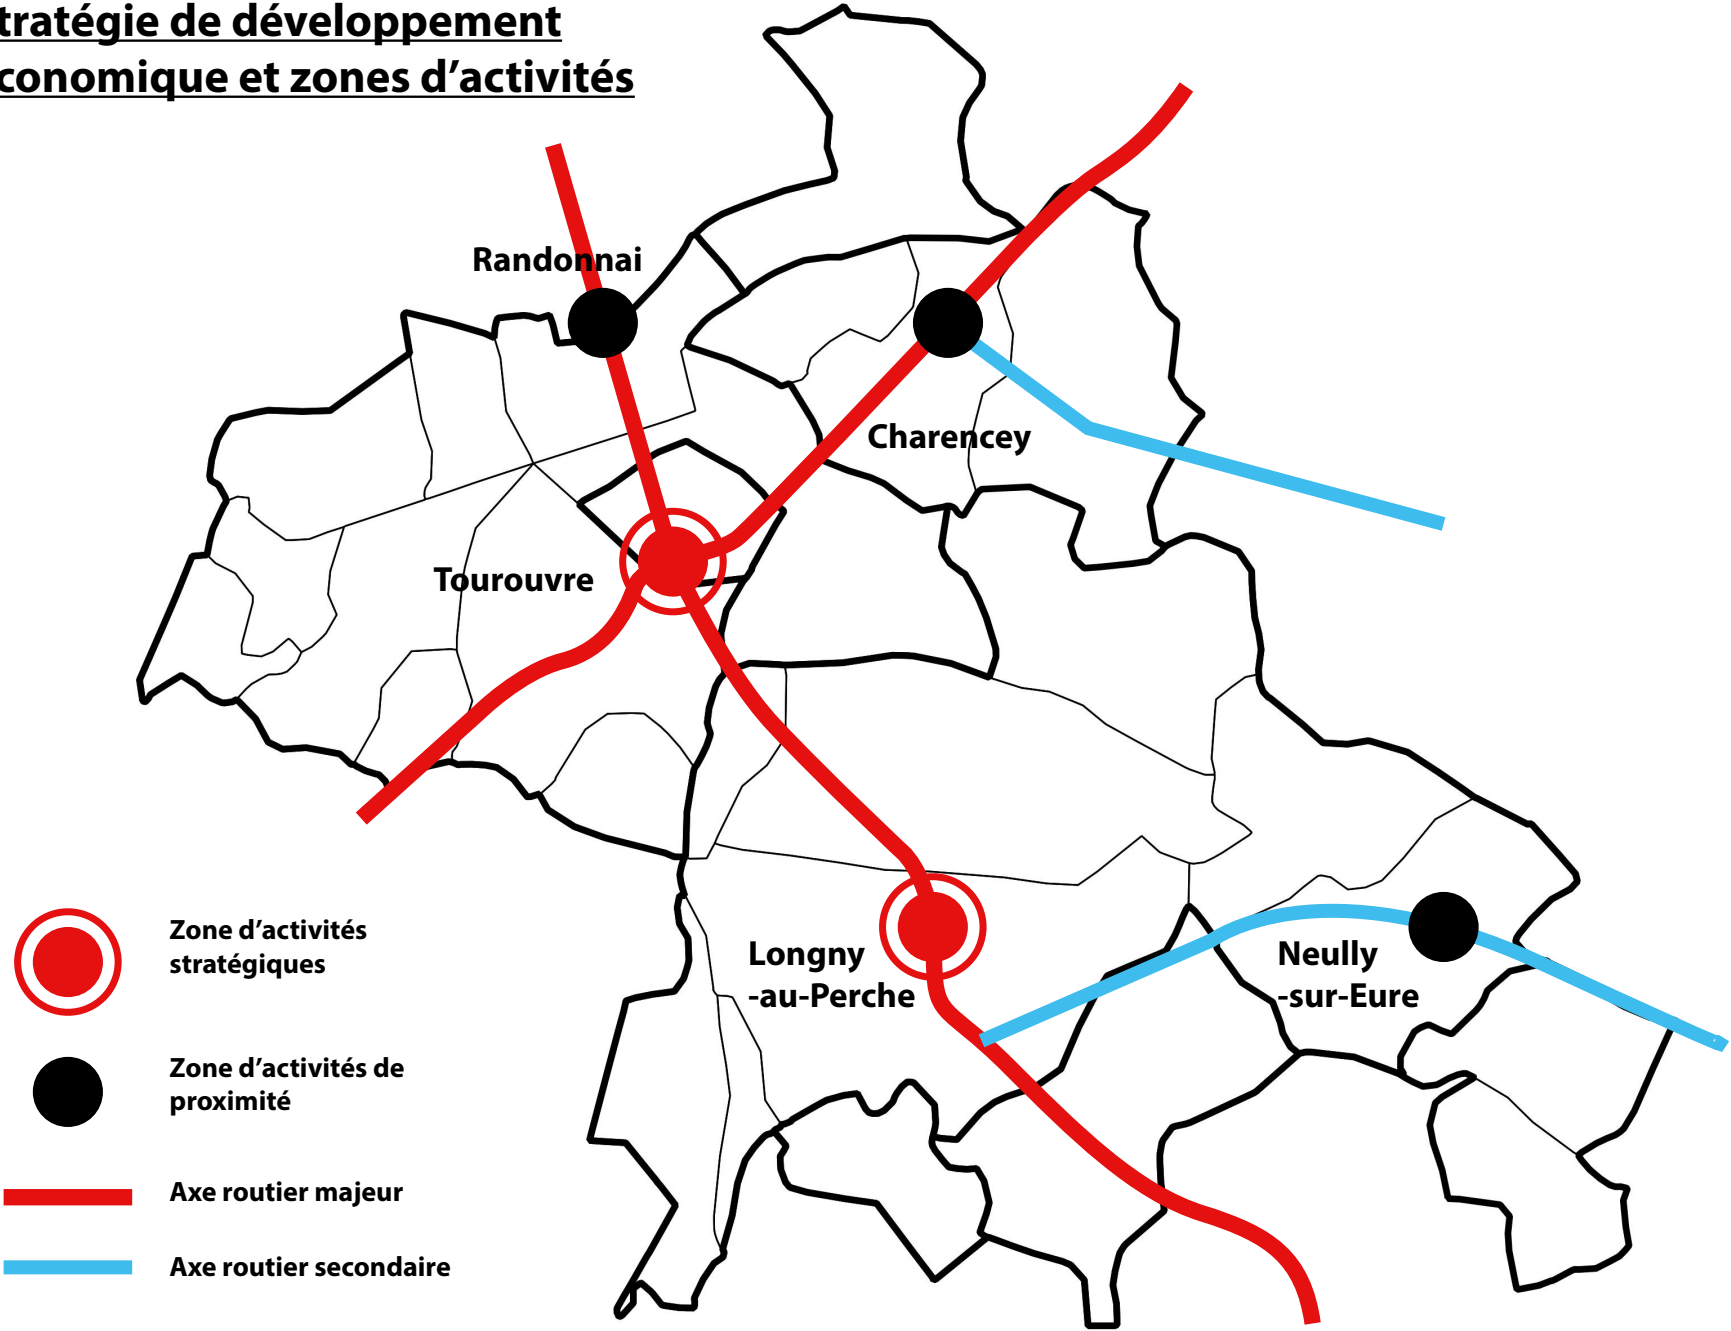 tratégie de développement
conomique et zones d’activités
Randonnai
Charencey
Tourouvre
Longny
-au-Perche
Neully
-sur-Eure
Zone d’activités
stratégiques
Zone d’activités de
proximité
Axe routier majeur
Axe routier secondaire